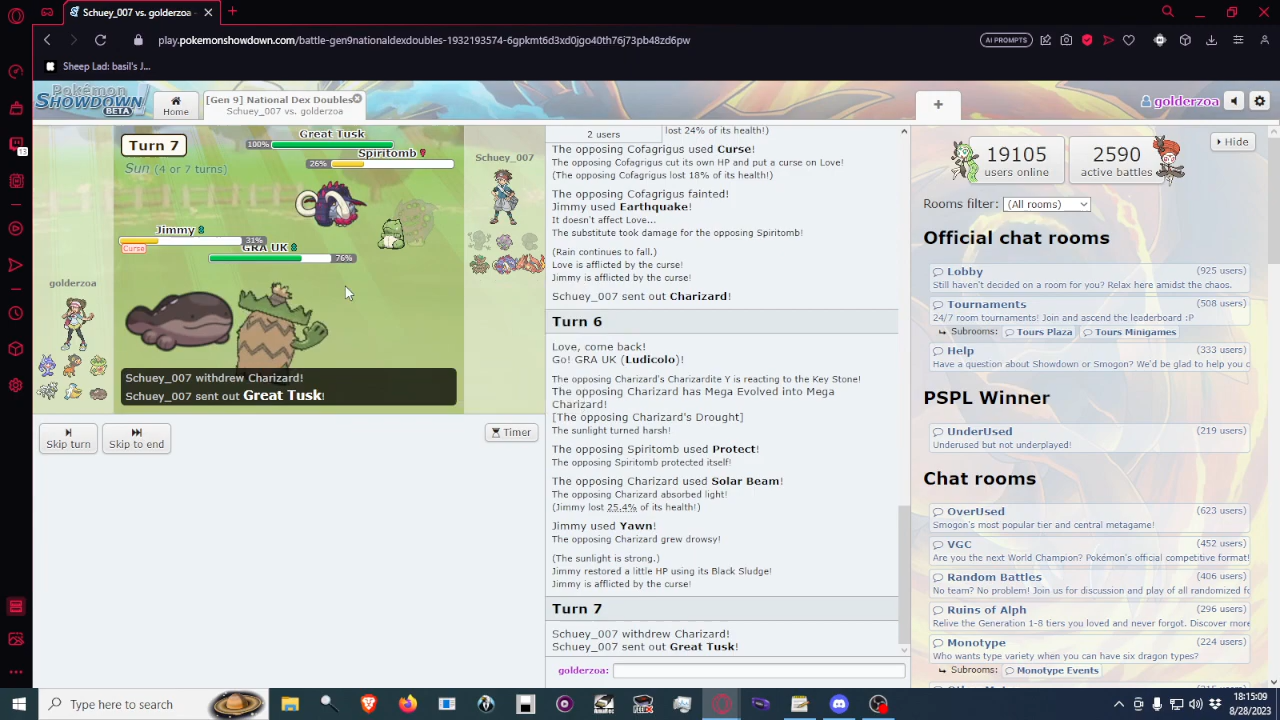 Schuey_007 vs. golderzoa -
play.pokemonshowdown.com/battle-gen9nationaldexdoubles-1932193574-6gpkmt6d3xd0jgo40th76j73pb48zd6pw
AI PROMPTS
Sheep Lad: basil's J...
Pokémon
SHOWDOWN
BETA
Home
[Gen 9] National Dex Doubles
Schuey_007 vs. golderzoa
+
golderzoa
Turn 7
Sun (4 or 7 turns)
Great Tusk
100%
Spiritomb
26%
Schuey_007
Jimmy
31%
Curse
GRA UK
76%
golderzoa
Schuey_007 withdrew Charizard!
Schuey_007 sent out Great Tusk!
Skip turn
Skip to end
Timer
2 users
lost 24% of its health!)
The opposing Cofagrigus used Curse!
The opposing Cofagrigus cut its own HP and put a curse on Love!
(The opposing Cofagrigus lost 18% of its health!)
The opposing Cofagrigus fainted!
Jimmy used Earthquake!
It doesn't affect Love...
The substitute took damage for the opposing Spiritomb!
(Rain continues to fall.)
Love is afflicted by the curse!
Jimmy is afflicted by the curse!
Schuey_007 sent out Charizard!
Turn 6
Love, come back!
Go! GRA UK (Ludicolo)!
The opposing Charizard's Charizardite Y is reacting to the Key Stone!
The opposing Charizard has Mega Evolved into Mega
Charizard!
[The opposing Charizard's Drought]
The sunlight turned harsh!
The opposing Spiritomb used Protect!
The opposing Spiritomb protected itself!
The opposing Charizard used Solar Beam!
The opposing Charizard absorbed light!
(Jimmy lost 25.4% of its health!)
Jimmy used Yawn!
The opposing Charizard grew drowsy!
(The sunlight is strong.)
Jimmy restored a little HP using its Black Sludge!
Jimmy is afflicted by the curse!
Turn 7
Schuey_007 withdrew Charizard!
Schuey_007 sent out Great Tusk!
golderzoa:
19105
users online
2590
active battles
Hide
Rooms filter: (All rooms)
Official chat rooms
Lobby (925 users)
Still haven't decided on a room for you? Relax here amidst the chaos.
Tournaments (508 users)
24/7 room tournaments! Join and ascend the leaderboard :P
Subrooms: Tours Plaza Tours Minigames
Help (333 users)
Have a question about Showdown or Smogon? We'd be glad to help you o
PSPL Winner
UnderUsed (219 users)
Underused but not underplayed!
Chat rooms
OverUsed (623 users)
Smogon's most popular tier and central metagame!
VGC (452 users)
Are you the next World Champion? Pokémon's official competitive format!
Random Battles (406 users)
No team? No problem! Join us for discussion and play of all randomized fo
Ruins of Alph (296 users)
Relive the Generation 1-8 tiers you loved and never forgot. Discover more
Monotype (224 users)
Who wants type variety when you can have six dragon types?
Subrooms: Monotype Events
13
Type here to search
18:15:09
8/28/2023